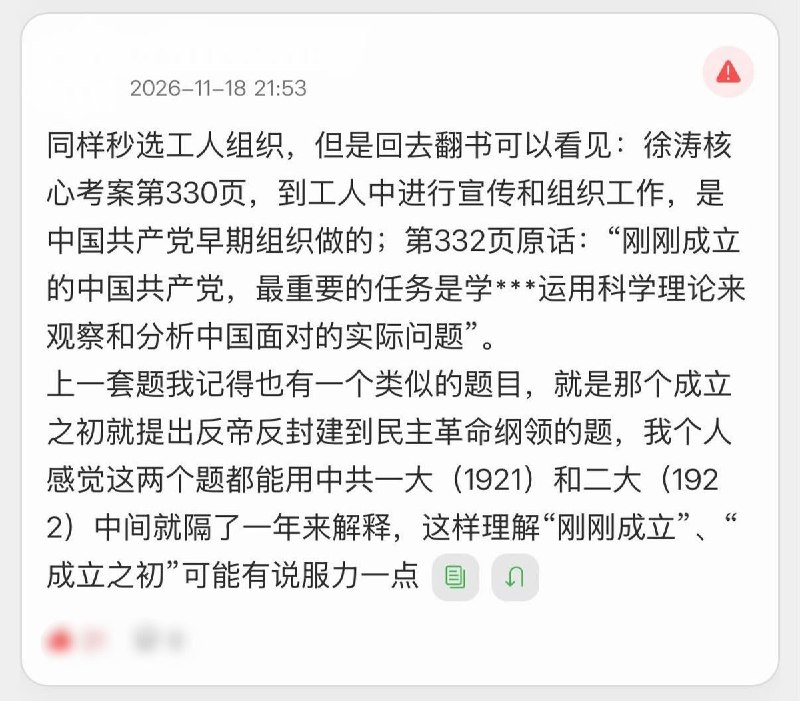 2026-11-18 21:53
同样秒选工人组织，但是回去翻书可以看见：徐涛核
心考案第330页，到工人中进行宣传和组织工作，是
中国共产党早期组织做的；第332页原话：“刚刚成立
的中国共产党，最重要的任务是学***运用科学理论来
观察和分析中国面对的实际问题”。
上一套题我记得也有一个类似的题目，就是那个成立
之初就提出反帝反封建到民主革命纲领的题，我个人
感觉这两个题都能用中共一大（1921）和二大（192
2）中间就隔了一年来解释，这样理解“刚刚成立”、“
成立之初”可能有说服力一点